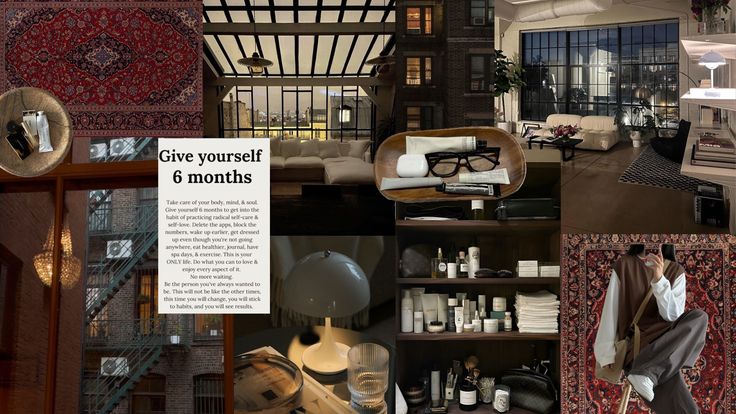 Give yourself
6 months
Take care of your body, mind, & soul.
Give yourself 6 months to get into the
habit of practicing radical self-care &
self-love. Delete the apps, block the
numbers, wake up earlier, get dressed
up even though you're not going
anywhere, eat healthier, journal, have
spa days, & exercise. This is your
ONLY life. Do what you can to love &
enjoy every aspect of it.
No more waiting.
Be the person you've always wanted to
be. This will not be like the other times,
this time you will change, you will stick
to habits, and you will see results.